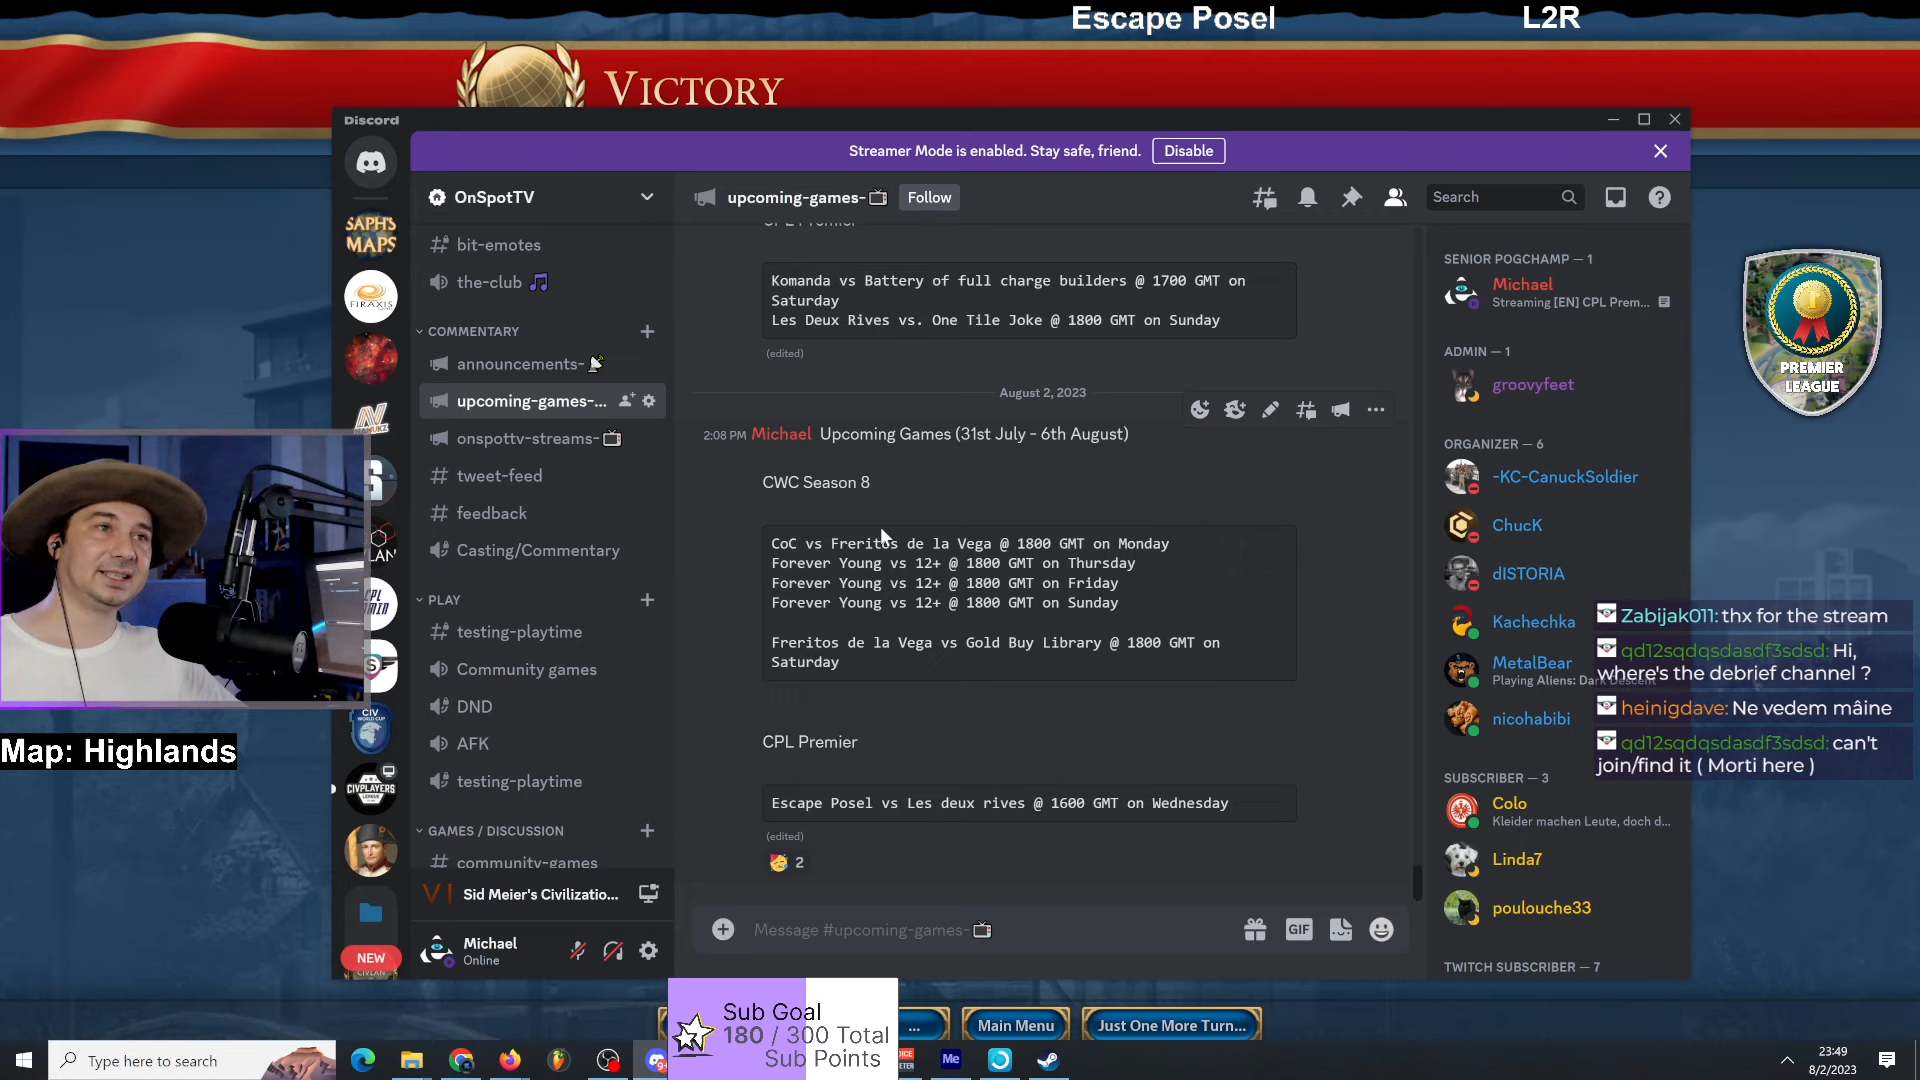 Escape Posel
L2R
VICTORY
Discord
Streamer Mode is enabled. Stay safe, friend.
Disable
OnSpotTV
upcoming-games-
Follow
Search
SAPH'S
MAPS
FIRAXIS
bit-emotes
the-club
COMMENTARY
announcements-
upcoming-games-...
onspottv-streams-
tweet-feed
feedback
Casting/Commentary
PLAY
testing-playtime
Community games
DND
AFK
testing-playtime
GAMES / DISCUSSION
community-games
CIV
WORLD CUP
CIVPLAYERS
LEAGUE
NEW
Sid Meier's Civilizatio...
Michael
Online
Komanda vs Battery of full charge builders @ 1700 GMT on
Saturday
Les Deux Rives vs. One Tile Joke @ 1800 GMT on Sunday
(edited)
August 2, 2023
2:08 PM Michael Upcoming Games (31st July - 6th August)
CWC Season 8
CoC vs Freritos de la Vega @ 1800 GMT on Monday
Forever Young vs 12+ @ 1800 GMT on Thursday
Forever Young vs 12+ @ 1800 GMT on Friday
Forever Young vs 12+ @ 1800 GMT on Sunday
Freritos de la Vega vs Gold Buy Library @ 1800 GMT on
Saturday
CPL Premier
Escape Posel vs Les deux rives @ 1600 GMT on Wednesday
(edited)
2
Message #upcoming-games-
GIF
SENIOR POGCHAMP — 1
Michael
Streaming [EN] CPL Prem...
ADMIN — 1
groovyfeet
ORGANIZER — 6
-KC-CanuckSoldier
ChucK
dISTORIA
Kachechka
MetalBear
Playing Aliens: Dark Descent
nicohabibi
SUBSCRIBER — 3
Colo
Kleider machen Leute, doch d...
Linda7
poulouche33
TWITCH SUBSCRIBER — 7
PREMIER
LEAGUE
Zabijak011: thx for the stream
qd12sqdqsdasdf3sdsd: Hi,
where's the debrief channel ?
heinigdave: Ne vedem mâine
qd12sqdqsdasdf3sdsd: can't
join/find it ( Morti here )
Map: Highlands
Sub Goal
180 / 300 Total
Sub Points
...
Main Menu
Just One More Turn...
Type here to search
Me
23:49
8/2/2023